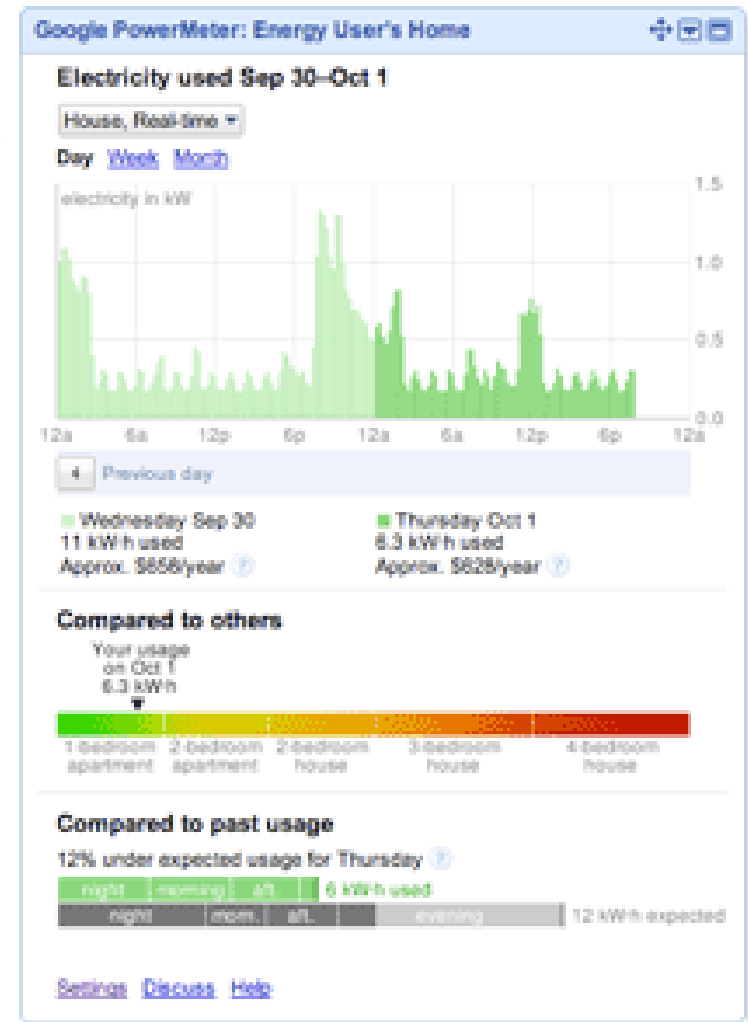 Google PowerMeter: Energy User's Home
Electricity used Sep 30–Oct 1
House, Real-time
Day Week Month
electricity in kW
1.5
1.0
0.5
0.0
12a 6a 12p 6p 12a 6a 12p 6p 12a
Previous day
Wednesday Sep 30 Thursday Oct 1
11 kW·h used 6.3 kW·h used
Approx. /year ? Approx. $628/year ?
Compared to others
Your usage
on Oct 1
6.3 kW·h
1 bedroom 2 bedroom 2 bedroom 3 bedroom 4 bedroom
apartment apartment house house house
Compared to past usage
12% under expected usage for Thursday ?
night morning aft. 6 kW·h used
night morn. aft. evening 12 kW·h expected
Settings Discuss Help